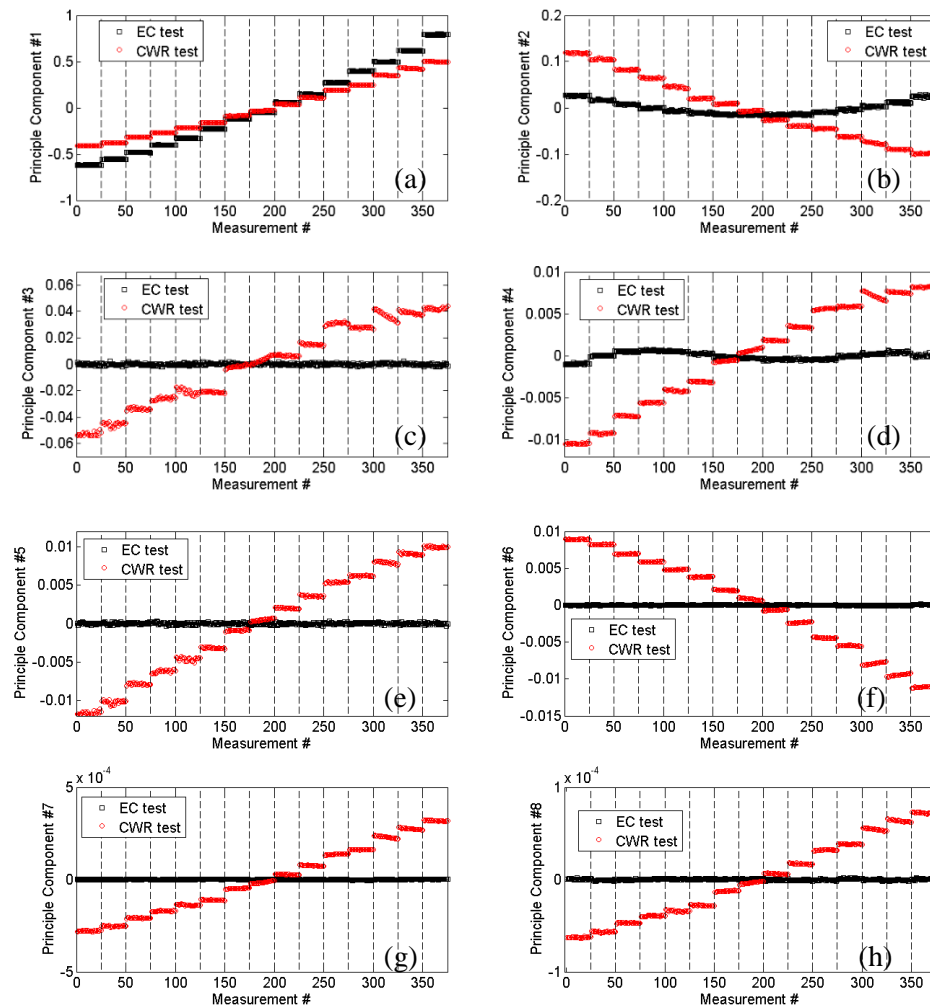 Principle Component #1
1
0.5
0
-0.5
-1
EC test
CWR test
(a)
0 50 100 150 200 250 300 350
Measurement #
Principle Component #2
0.2
0.1
0
-0.1
-0.2
EC test
CWR test
(b)
0 50 100 150 200 250 300 350
Measurement #
Principle Component #3
0.06
0.04
0.02
0
-0.02
-0.04
-0.06
EC test
CWR test
(c)
0 50 100 150 200 250 300 350
Measurement #
Principle Component #4
0.01
0.005
0
-0.005
-0.01
EC test
CWR test
(d)
0 50 100 150 200 250 300 350
Measurement #
Principle Component #5
0.01
0.005
0
-0.005
-0.01
EC test
CWR test
(e)
0 50 100 150 200 250 300 350
Measurement #
Principle Component #6
0.01
0.005
0
-0.005
-0.01
-0.015
EC test
CWR test
(f)
0 50 100 150 200 250 300 350
Measurement #
Principle Component #7
5 x 10^-4
0
-5
EC test
CWR test
(g)
0 50 100 150 200 250 300 350
Measurement #
Principle Component #8
1 x 10^-4
0
-1
EC test
CWR test
(h)
0 50 100 150 200 250 300 350
Measurement #